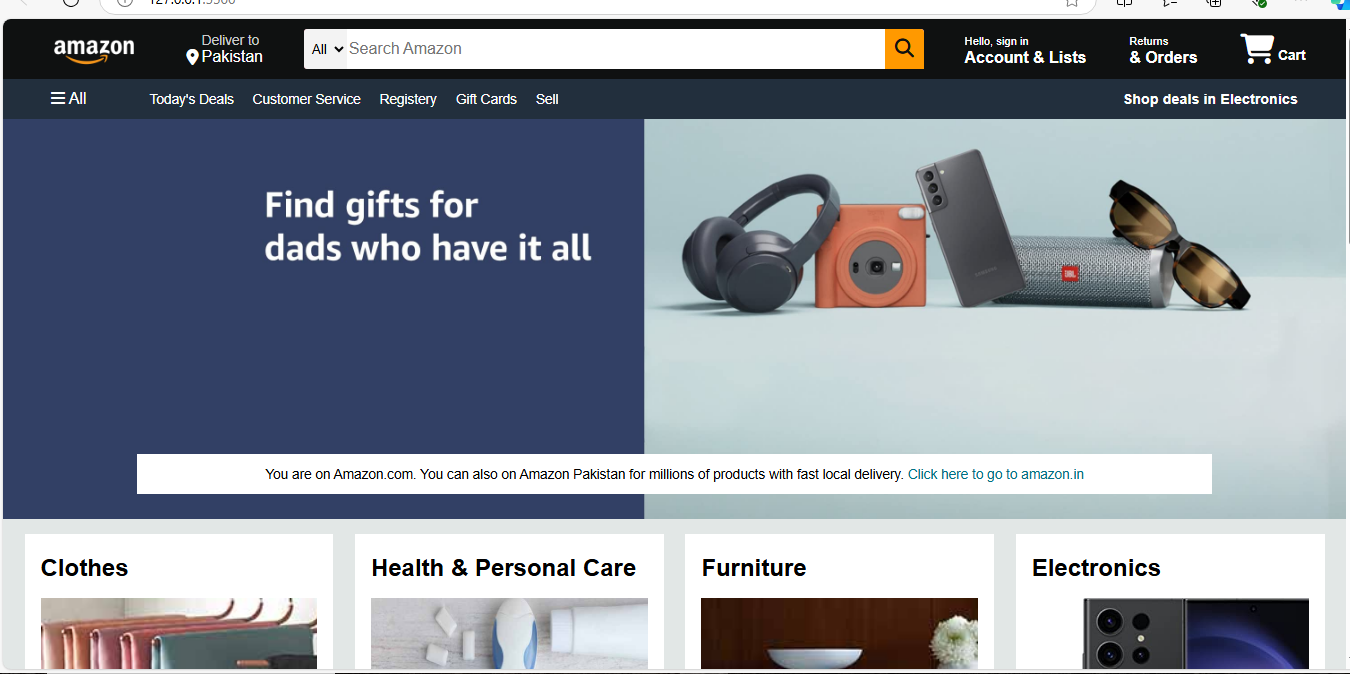 127.0.0.1:5500
amazon
Deliver to
Pakistan
All
Search Amazon
Hello, sign in
Account & Lists
Returns
& Orders
Cart
All
Today's Deals
Customer Service
Registery
Gift Cards
Sell
Shop deals in Electronics
Find gifts for
dads who have it all
SAMSUNG
JBL
You are on Amazon.com. You can also on Amazon Pakistan for millions of products with fast local delivery. Click here to go to amazon.in
Clothes
Health & Personal Care
Furniture
Electronics